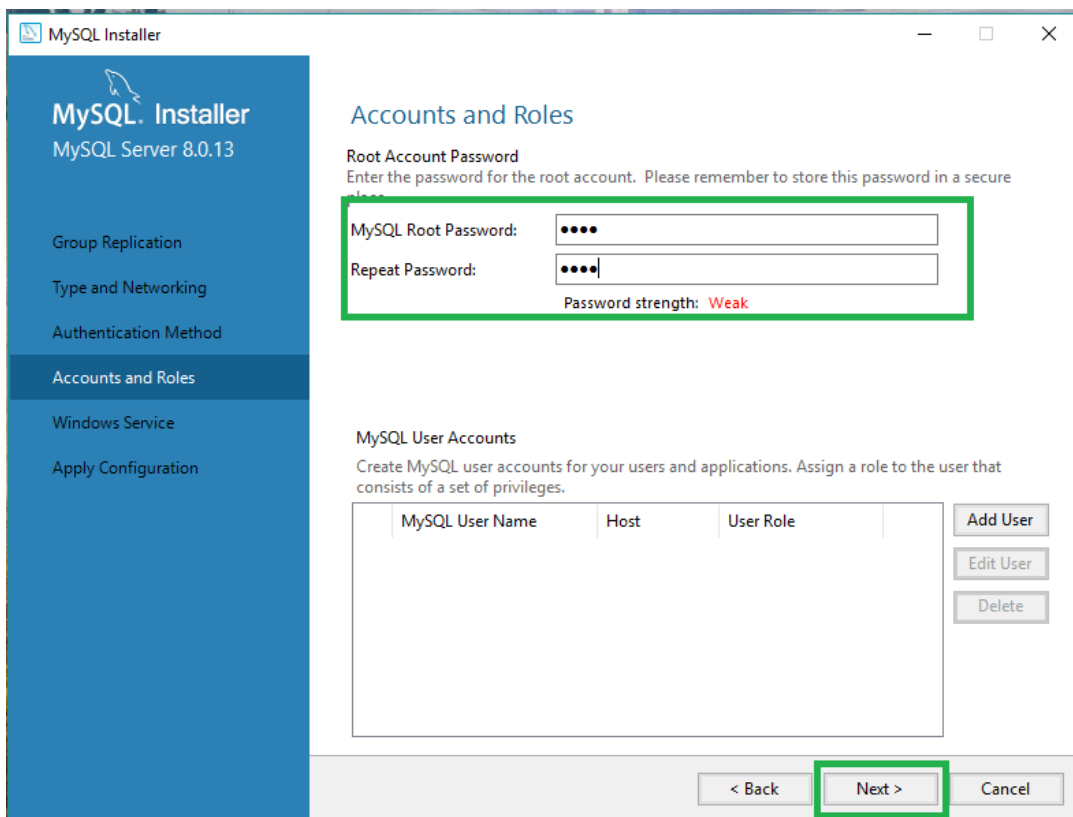 MySQL Installer
MySQL. Installer
MySQL Server 8.0.13
Group Replication
Type and Networking
Authentication Method
Accounts and Roles
Windows Service
Apply Configuration
Accounts and Roles
Root Account Password
Enter the password for the root account. Please remember to store this password in a secure
MySQL Root Password: ••••
Repeat Password: ••••
Password strength: Weak
MySQL User Accounts
Create MySQL user accounts for your users and applications. Assign a role to the user that
consists of a set of privileges.
MySQL User Name Host User Role
Add User
Edit User
Delete
< Back Next > Cancel